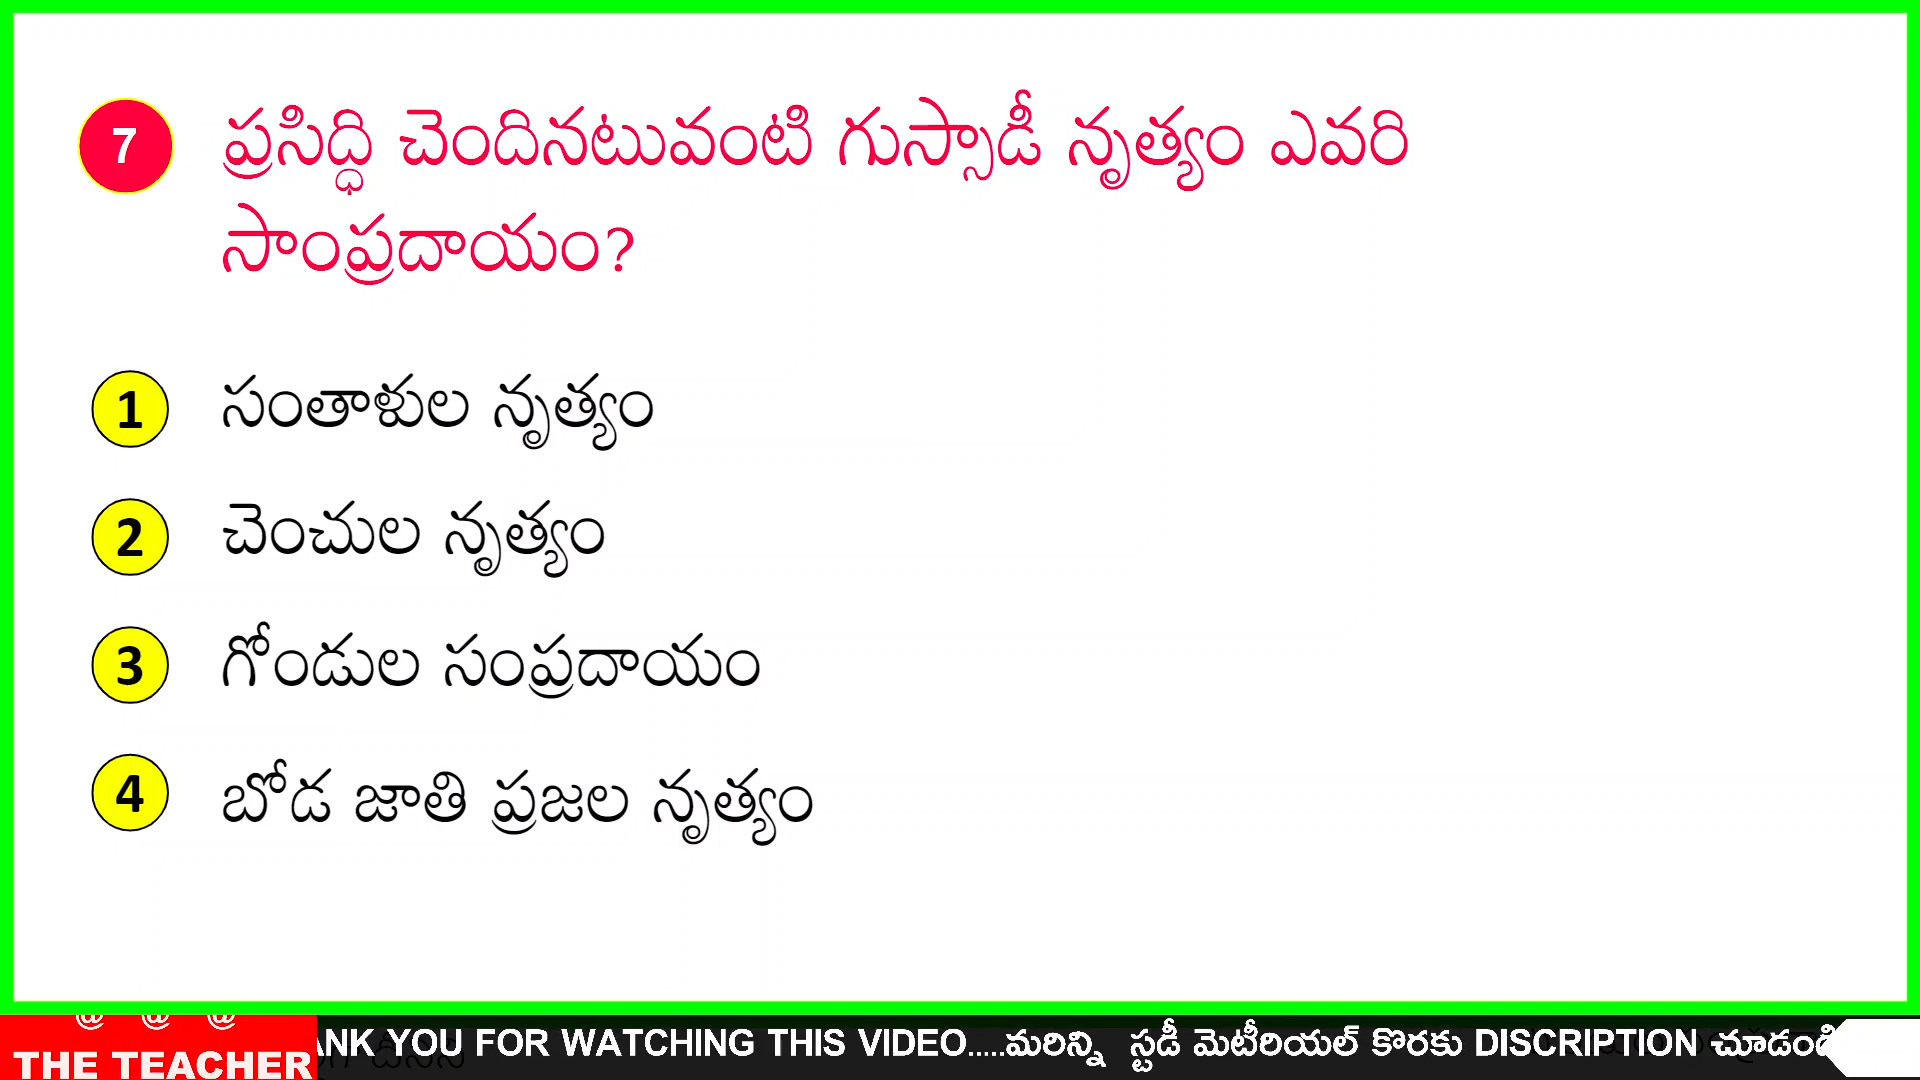 7 ప్రసిద్ధి చెందినటువంటి గుస్సాడీ నృత్యం ఎవరి
సాంప్రదాయం?
1 సంతాళుల నృత్యం
2 చెంచుల నృత్యం
3 గోండుల సంప్రదాయం
4 బోడ జాతి ప్రజల నృత్యం
@ @ @
THE TEACHER
ANK YOU FOR WATCHING THIS VIDEO.....మరిన్ని స్టడీ మెటీరియల్ కొరకు DISCRIPTION చూడండి